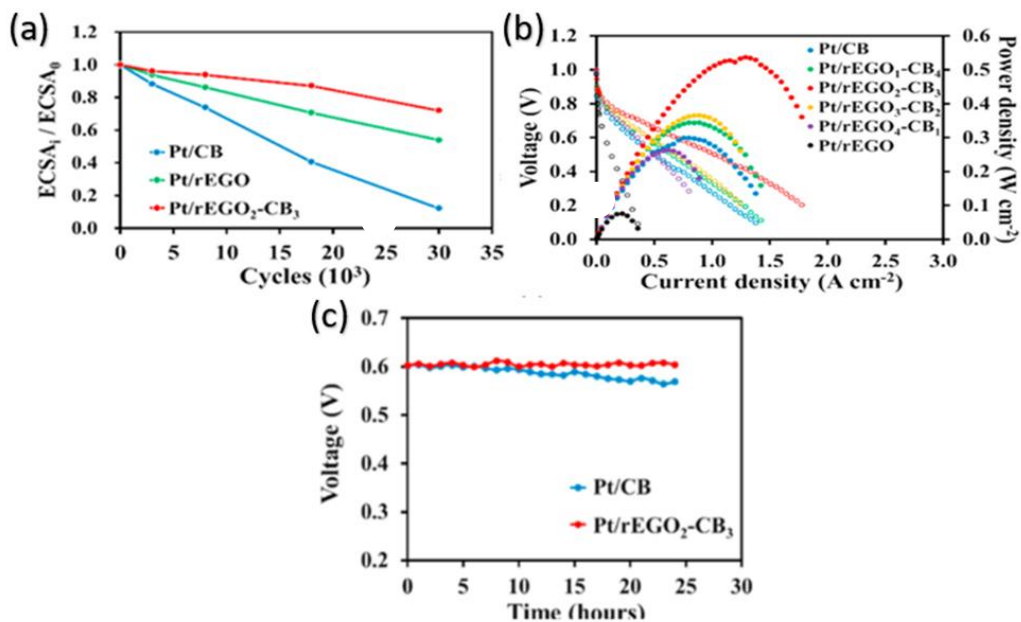 (a)
1.2
1.0
0.8
0.6
0.4
0.2
0.0
ECSAᵢ / ECSA₀
Pt/CB
Pt/rEGO
Pt/rEGO₂-CB₃
0 5 10 15 20 25 30 35
Cycles (10³)
(b)
1.2
1.0
0.8
0.6
0.4
0.2
0.0
Voltage (V)
Pt/CB
Pt/rEGO₁-CB₄
Pt/rEGO₂-CB₃
Pt/rEGO₃-CB₂
Pt/rEGO₄-CB₁
Pt/rEGO
0.6
0.5
0.4
0.3
0.2
0.1
0.0
Power density (W cm⁻²)
0.0 0.5 1.0 1.5 2.0 2.5 3.0
Current density (A cm⁻²)
(c)
0.7
0.6
0.5
0.4
0.3
0.2
Voltage (V)
Pt/CB
Pt/rEGO₂-CB₃
0 5 10 15 20 25 30
Time (hours)